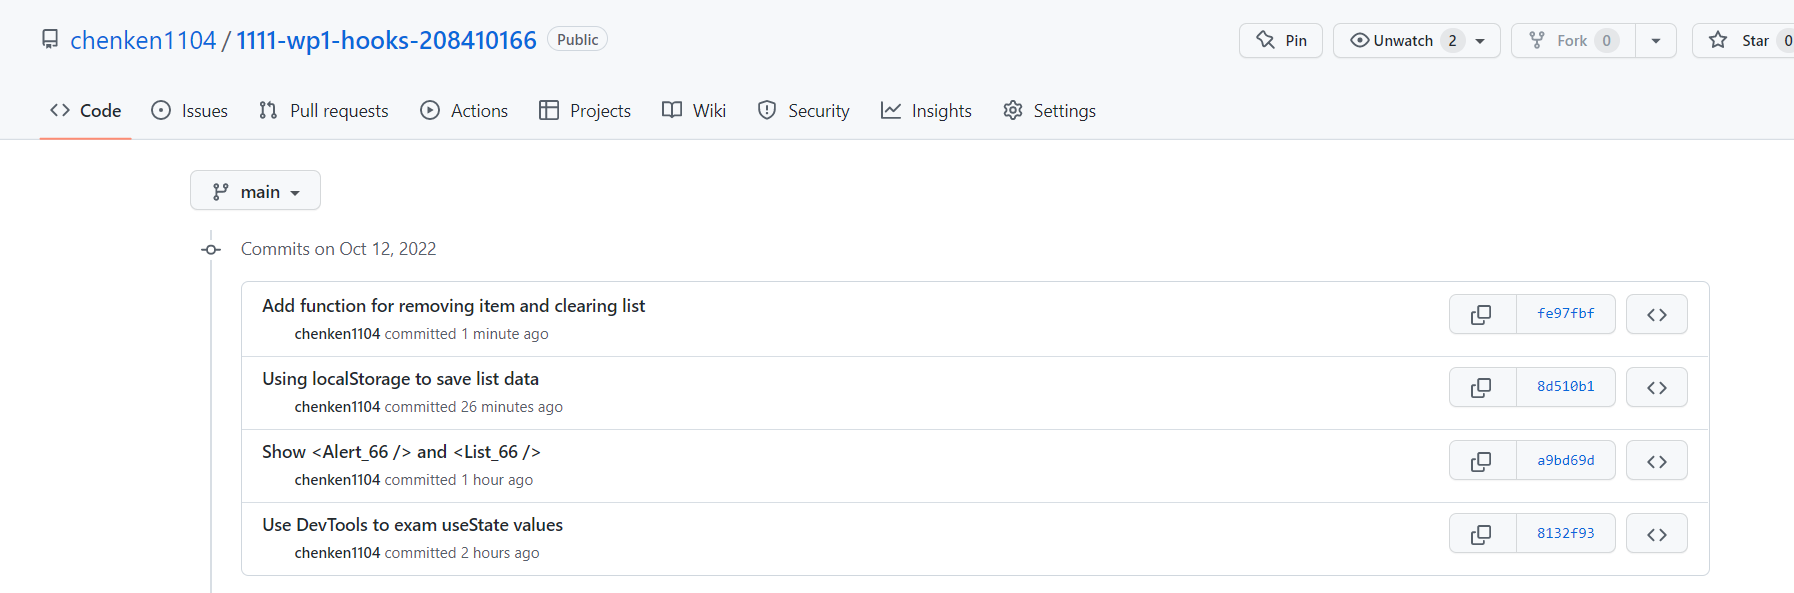 chenken1104 / 1111-wp1-hooks-208410166 Public
Pin
Unwatch 2
Fork 0
Star 0
Code Issues Pull requests Actions Projects Wiki Security Insights Settings
main
Commits on Oct 12, 2022
Add function for removing item and clearing list
chenken1104 committed 1 minute ago
fe97fbf
Using localStorage to save list data
chenken1104 committed 26 minutes ago
8d510b1
Show <Alert_66 /> and <List_66 />
chenken1104 committed 1 hour ago
a9bd69d
Use DevTools to exam useState values
chenken1104 committed 2 hours ago
8132f93